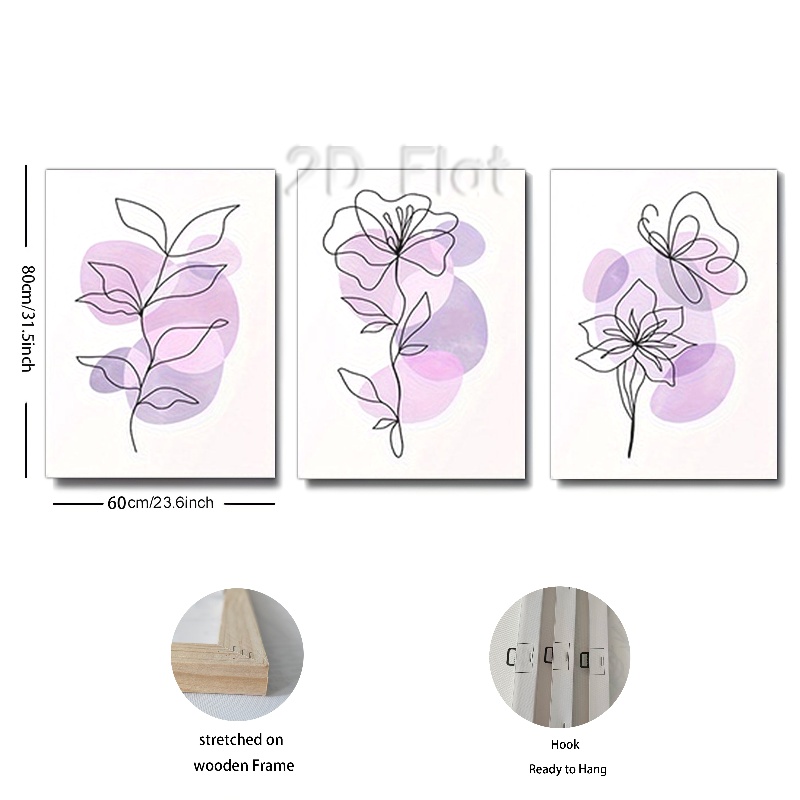 2D Flat
80cm/31.5inch
60cm/23.6inch
stretched on
wooden Frame
Hook
Ready to Hang